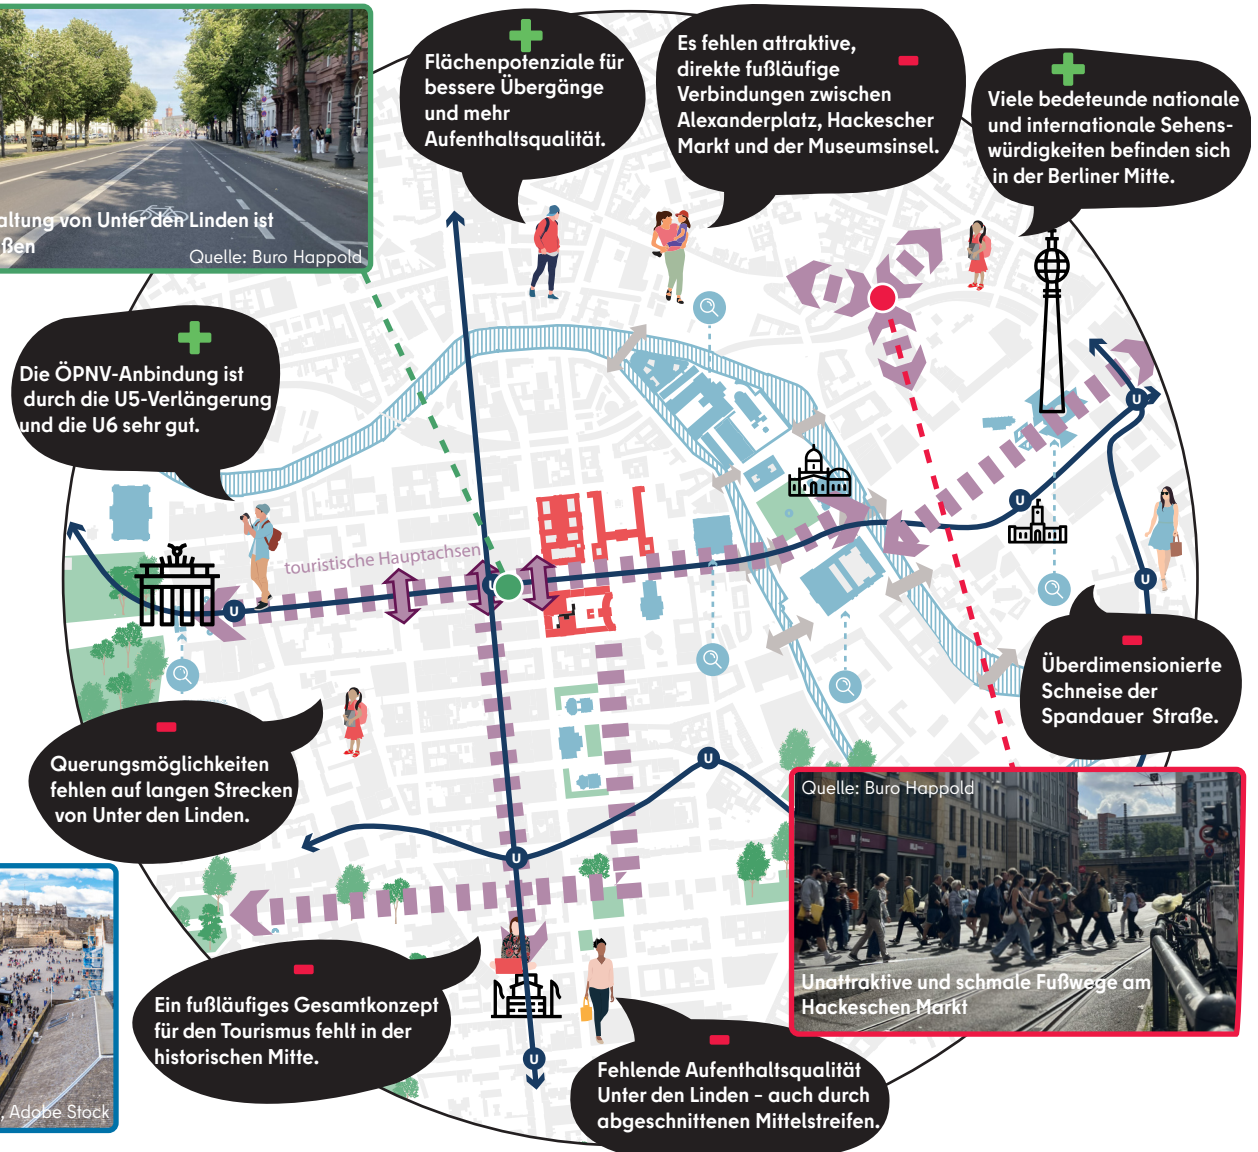 altung von Unter den Linden ist
ßen
Quelle: Buro Happold
Flächenpotenziale für
bessere Übergänge
und mehr
Aufenthaltsqualität.
Es fehlen attraktive,
direkte fußläufige
Verbindungen zwischen
Alexanderplatz, Hackescher
Markt und der Museumsinsel.
Viele bedeteunde nationale
und internationale Sehens-
würdigkeiten befinden sich
in der Berliner Mitte.
Die ÖPNV-Anbindung ist
durch die U5-Verlängerung
und die U6 sehr gut.
touristische Hauptachsen
U
U
U
U
U
U
U
U
Überdimensionierte
Schneise der
Spandauer Straße.
Querungsmöglichkeiten
fehlen auf langen Strecken
von Unter den Linden.
Quelle: Buro Happold
Unattraktive und schmale Fußwege am
Hackeschen Markt
Ein fußläufiges Gesamtkonzept
für den Tourismus fehlt in der
historischen Mitte.
Fehlende Aufenthaltsqualität
Unter den Linden - auch durch
abgeschnittenen Mittelstreifen.
, Adobe Stock